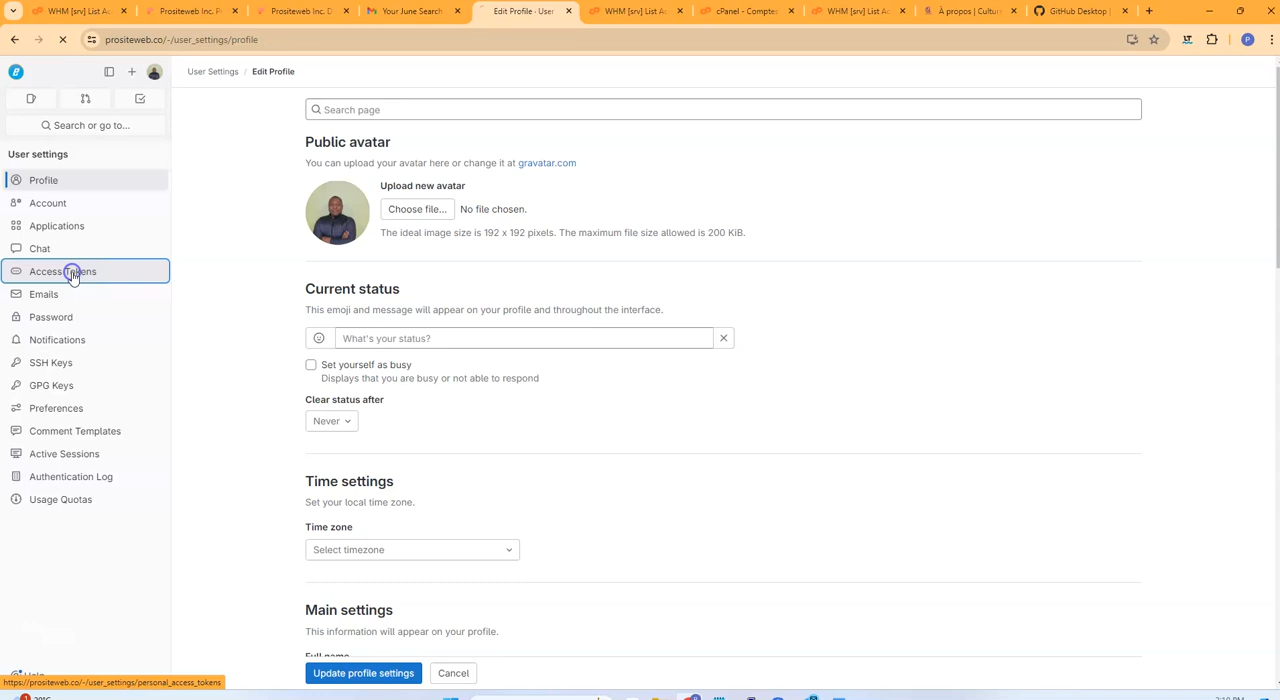 WHM [srv] List Ac
Prositeweb Inc. P
Prositeweb Inc. D
Your June Search
Edit Profile · User
WHM [srv] List Ac
cPanel - Comptes
WHM [srv] List Ac
À propos | Cultur
GitHub Desktop |
prositeweb.co/-/user_settings/profile
P
User Settings / Edit Profile
Search or go to...
User settings
Profile
Account
Applications
Chat
Access Tokens
Emails
Password
Notifications
SSH Keys
GPG Keys
Preferences
Comment Templates
Active Sessions
Authentication Log
Usage Quotas
Help
Search page
Public avatar
You can upload your avatar here or change it at gravatar.com
Upload new avatar
Choose file... No file chosen.
The ideal image size is 192 x 192 pixels. The maximum file size allowed is 200 KiB.
Current status
This emoji and message will appear on your profile and throughout the interface.
What's your status?
Set yourself as busy
Displays that you are busy or not able to respond
Clear status after
Never
Time settings
Set your local time zone.
Time zone
Select timezone
Main settings
This information will appear on your profile.
Full name
Update profile settings Cancel
https://prositeweb.co/-/user_settings/personal_access_tokens
2:10 PM